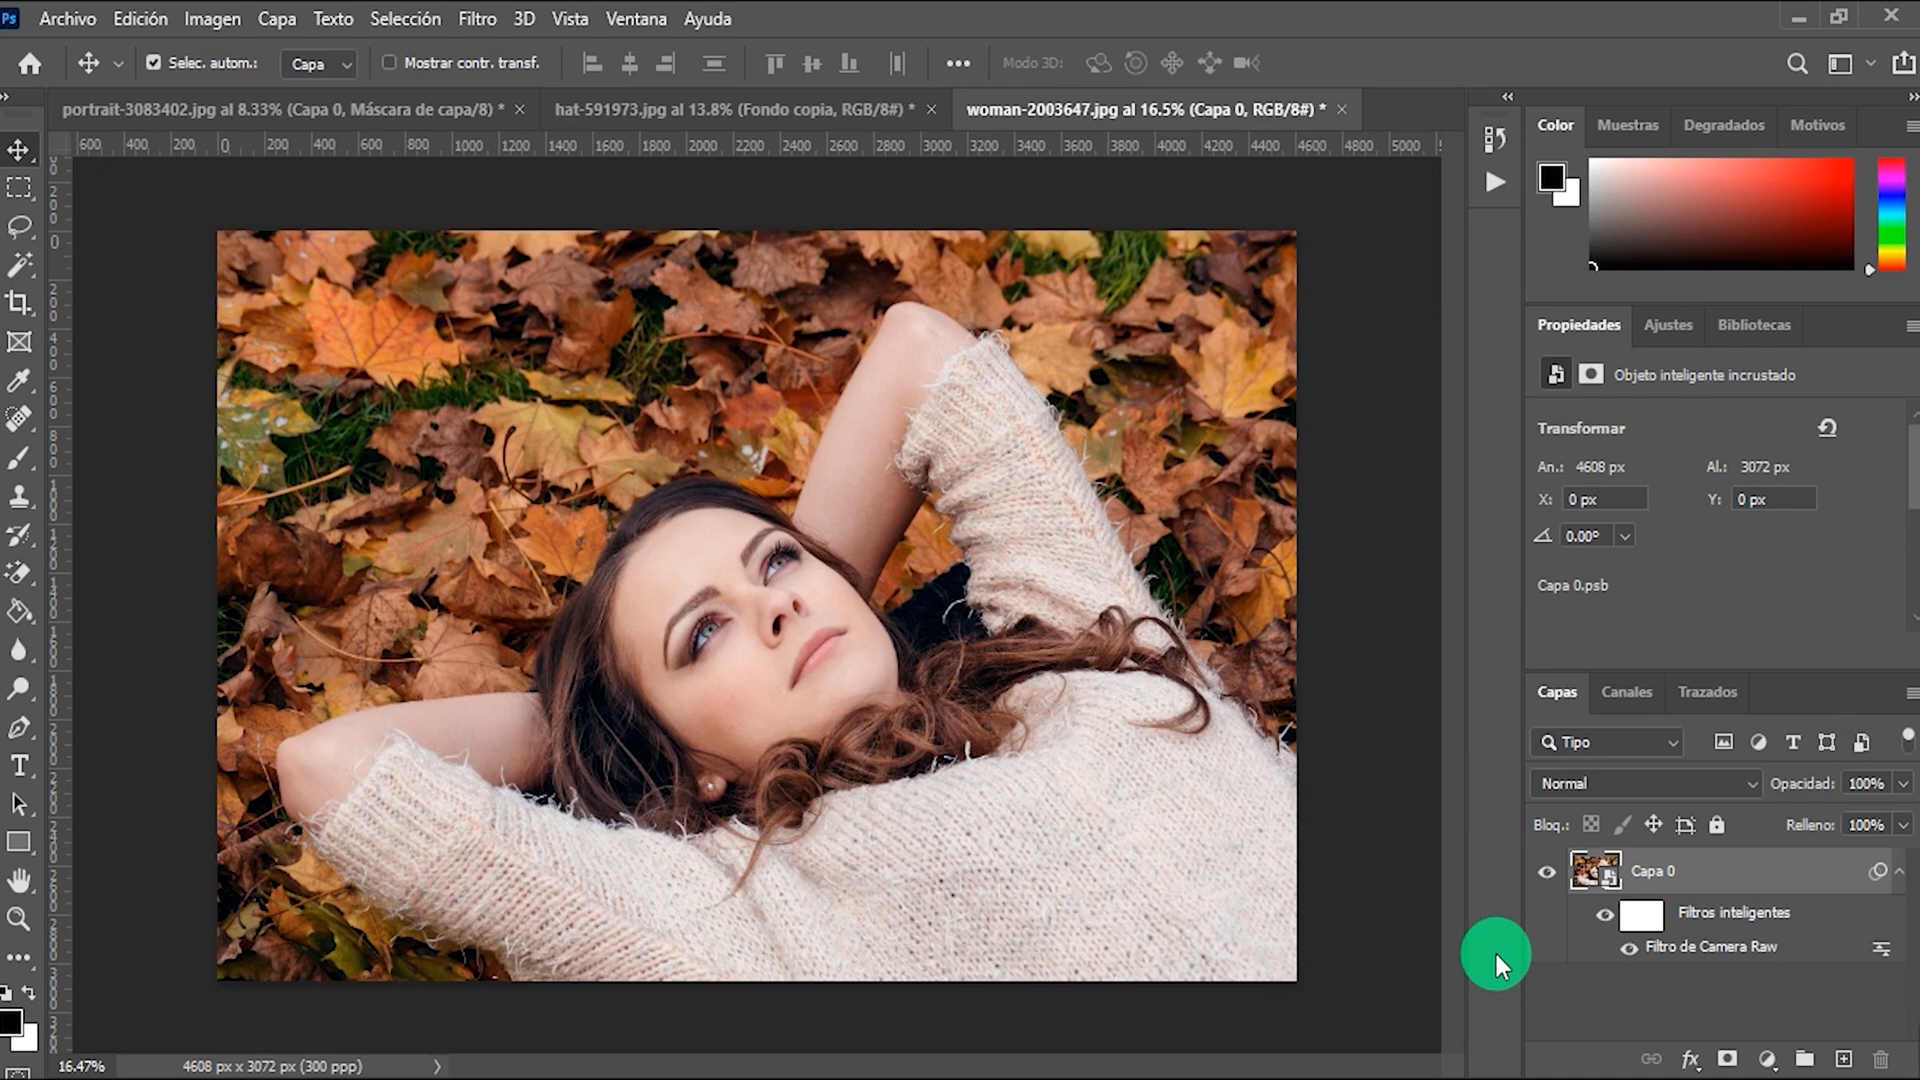 Ps Archivo Edición Imagen Capa Texto Selección Filtro 3D Vista Ventana Ayuda
Selec. autom.: Capa Mostrar contr. transf. ••• Modo 3D:
portrait-3083402.jpg al 8.33% (Capa 0, Máscara de capa/8) * × hat-591973.jpg al 13.8% (Fondo copia, RGB/8#) * × woman-2003647.jpg al 16.5% (Capa 0, RGB/8#) * ×
600 400 200 0 200 400 600 800 1000 1200 1400 1600 1800 2000 2200 2400 2600 2800 3000 3200 3400 3600 3800 4000 4200 4400 4600 4800 5000
Color Muestras Degradados Motivos
Propiedades Ajustes Bibliotecas
Objeto inteligente incrustado
Transformar
An.: 4608 px Al.: 3072 px
X: 0 px Y: 0 px
0.00°
Capa 0.psb
Capas Canales Trazados
Tipo
Normal Opacidad: 100%
Bloq.: Relleno: 100%
Capa 0
Filtros inteligentes
Filtro de Camera Raw
fx
16.47% 4608 px x 3072 px (300 ppp)